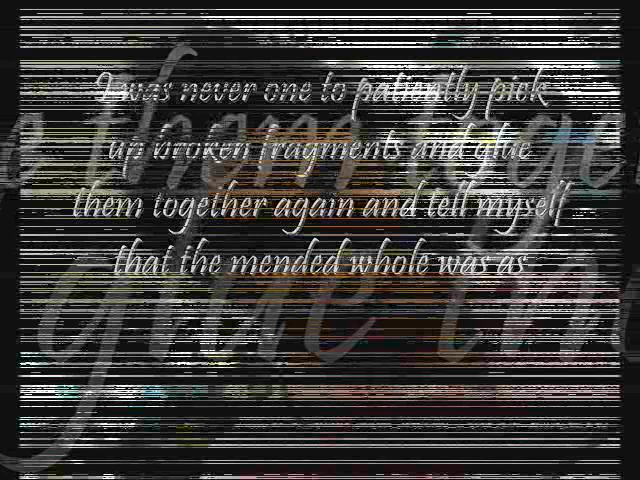 I was never one to patiently pick
up broken fragments and glue
them together again and tell myself
that the mended whole was as